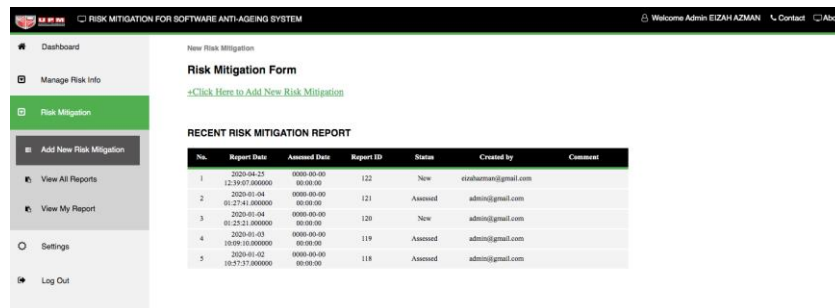 UPM RISK MITIGATION FOR SOFTWARE ANTI-AGEING SYSTEM Welcome Admin EIZAH AZMAN Contact Abo
Dashboard
Manage Risk Info
Risk Mitigation
Add New Risk Mitigation
View All Reports
View My Report
Settings
Log Out
New Risk Mitigation
Risk Mitigation Form
+Click Here to Add New Risk Mitigation
RECENT RISK MITIGATION REPORT
No. Report Date Assessed Date Report ID Status Created by Comment
1 2020-04-25 12:39:07.000000 0000-00-00 00:00:00 122 New eizahazman@gmail.com
2 2020-01-04 01:27:41.000000 0000-00-00 00:00:00 121 Assessed admin@gmail.com
3 2020-01-04 01:25:21.000000 0000-00-00 00:00:00 120 New admin@gmail.com
4 2020-01-03 10:09:10.000000 0000-00-00 00:00:00 119 Assessed admin@gmail.com
5 2020-01-02 10:57:37.000000 0000-00-00 00:00:00 118 Assessed admin@gmail.com